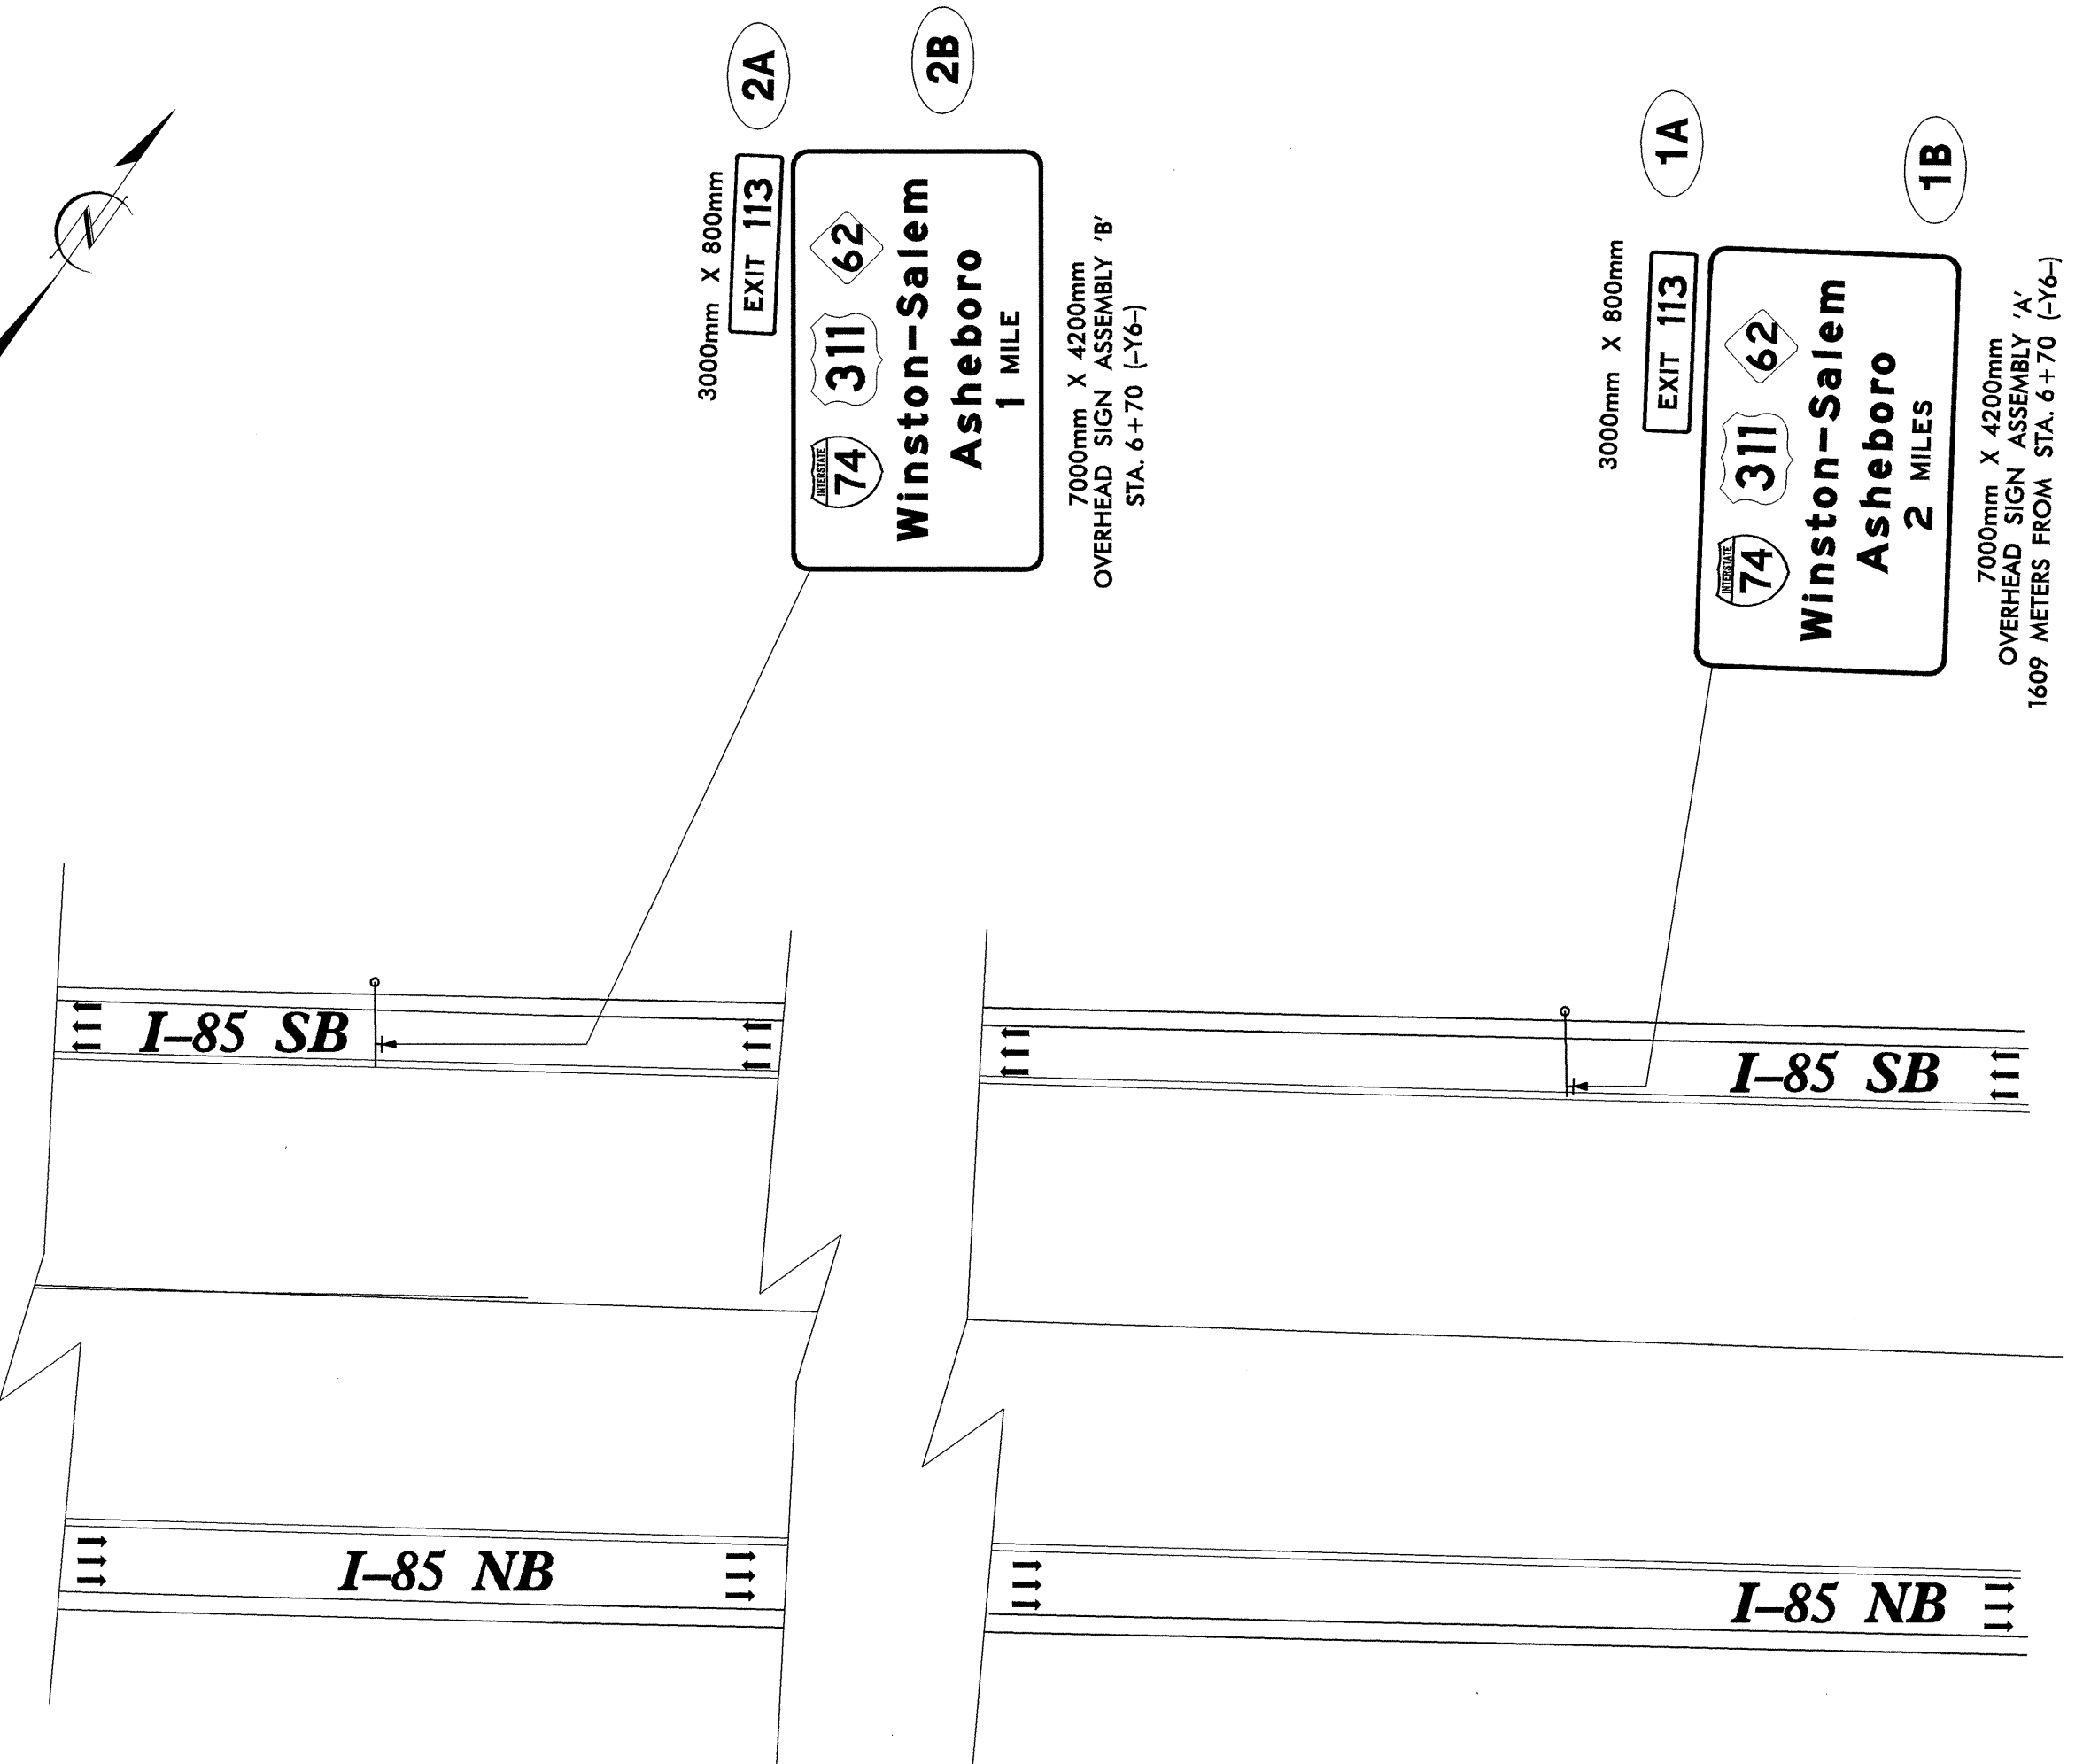 2A
2B
3000mm X 800mm
EXIT 113
INTERSTATE
74 311 62
Winston-Salem
Asheboro
1 MILE
7000mm X 4200mm
OVERHEAD SIGN ASSEMBLY 'B'
STA. 6+70 (-Y6-)
1A
1B
3000mm X 800mm
EXIT 113
INTERSTATE
74 311 62
Winston-Salem
Asheboro
2 MILES
7000mm X 4200mm
OVERHEAD SIGN ASSEMBLY 'A'
1609 METERS FROM STA. 6+70 (-Y6-)
N
I-85 SB
I-85 SB
I-85 NB
I-85 NB